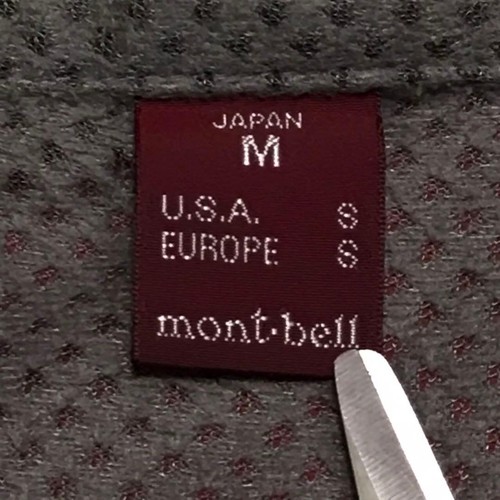 JAPAN
M
U.S.A. S
EUROPE S
mont·bell